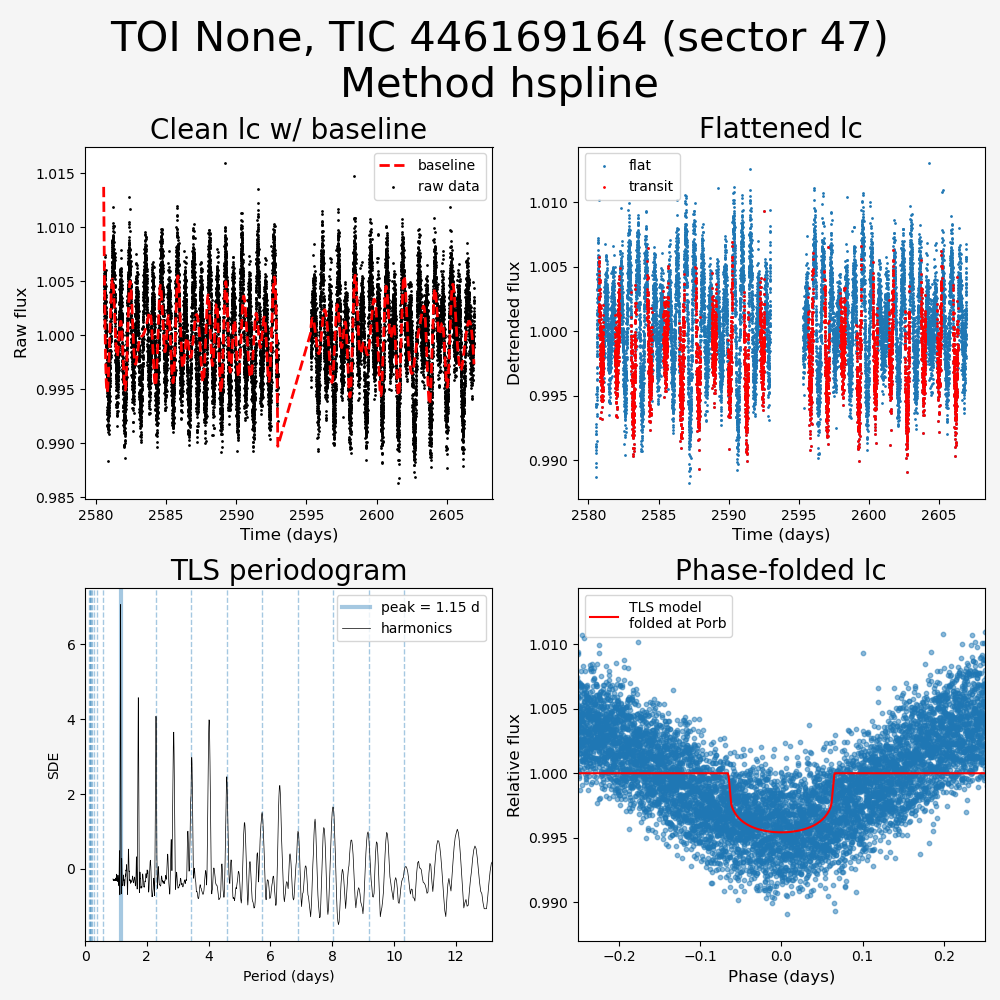 TOI None, TIC 446169164 (sector 47)
Method hspline
Clean lc w/ baseline
baseline
raw data
Raw flux
1.015
1.010
1.005
1.000
0.995
0.990
0.985
2580 2585 2590 2595 2600 2605
Time (days)
Flattened lc
flat
transit
Detrended flux
1.010
1.005
1.000
0.995
0.990
2580 2585 2590 2595 2600 2605
Time (days)
TLS periodogram
peak = 1.15 d
harmonics
SDE
6
4
2
0
0 2 4 6 8 10 12
Period (days)
Phase-folded lc
TLS model
folded at Porb
Relative flux
1.010
1.005
1.000
0.995
0.990
−0.2 −0.1 0.0 0.1 0.2
Phase (days)